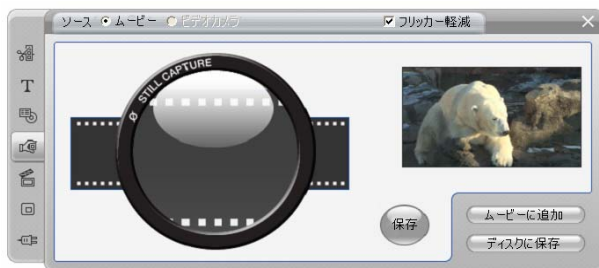 ソース ムービー ビデオカメラ フリッカー軽減
T
Ø STILL CAPTURE
保存
ムービーに追加
ディスクに保存